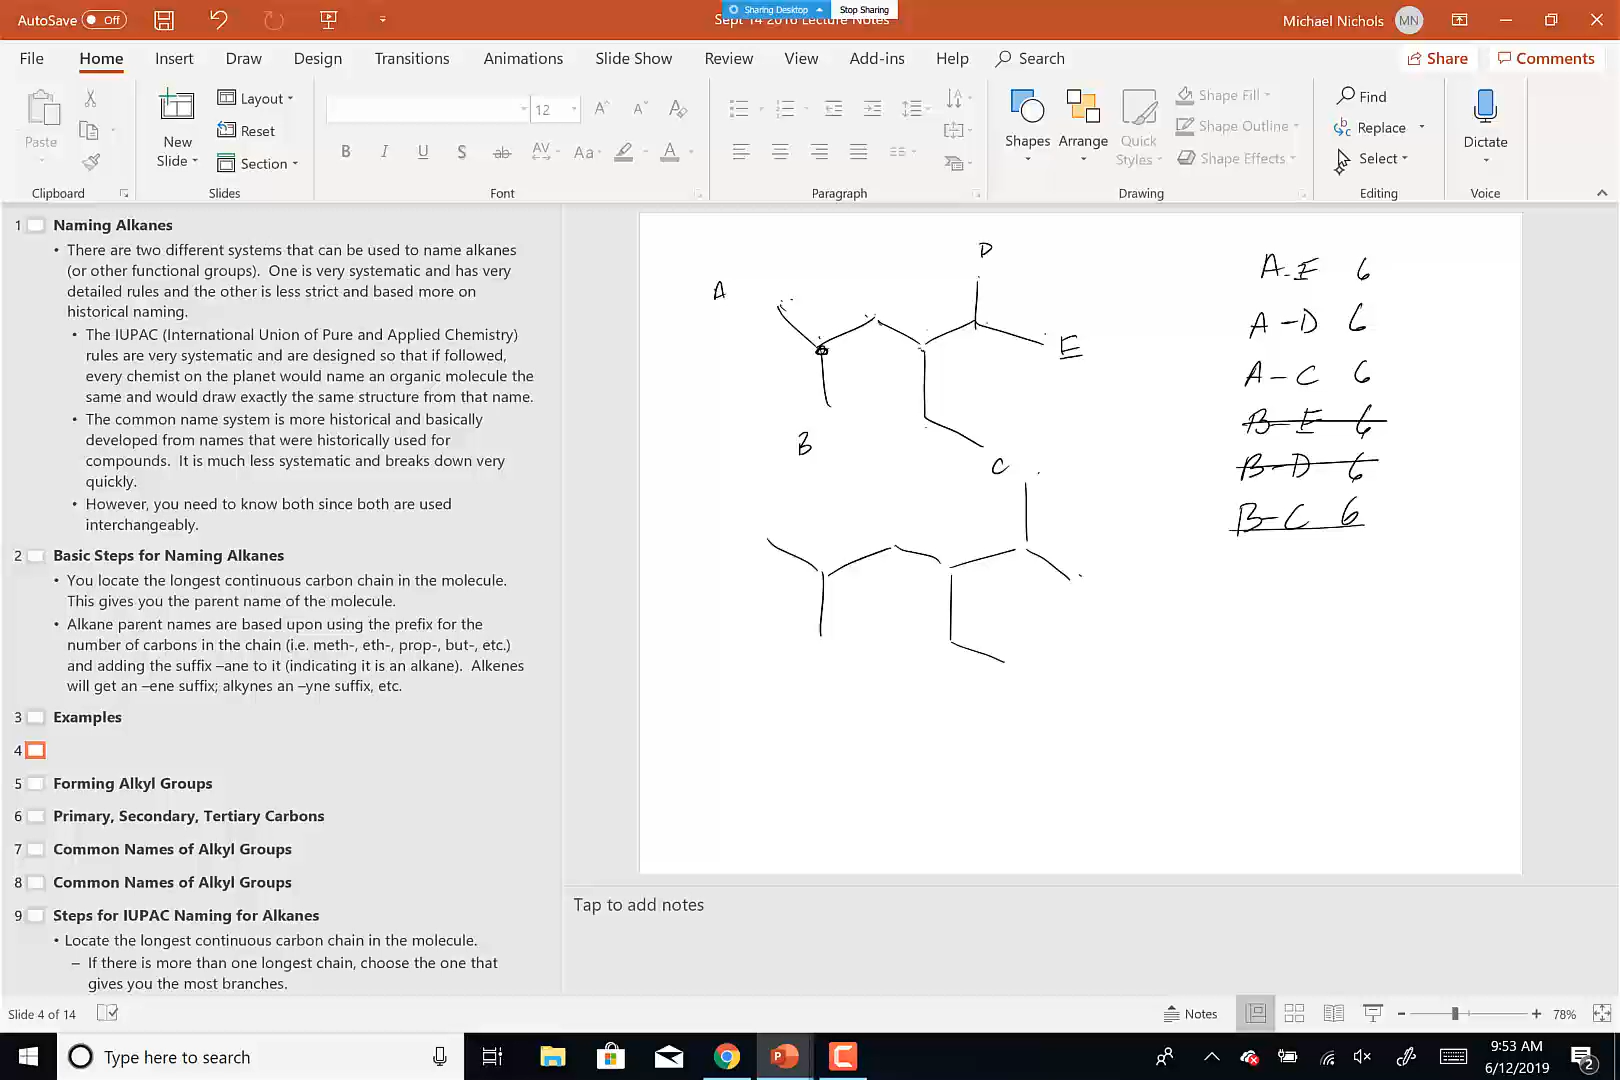 AutoSave Off
Sharing Desktop Stop Sharing
Sept 14 2016 Lecture Notes
Michael Nichols MN
File Home Insert Draw Design Transitions Animations Slide Show Review View Add-ins Help Search Share Comments
Paste
Clipboard
New Slide
Layout
Reset
Section
Slides
12
B I U S ab AV Aa A
Font
Paragraph
Shapes
Arrange
Quick Styles
Shape Fill
Shape Outline
Shape Effects
Drawing
Find
Replace
Select
Editing
Dictate
Voice
1 Naming Alkanes
• There are two different systems that can be used to name alkanes
(or other functional groups). One is very systematic and has very
detailed rules and the other is less strict and based more on
historical naming.
• The IUPAC (International Union of Pure and Applied Chemistry)
rules are very systematic and are designed so that if followed,
every chemist on the planet would name an organic molecule the
same and would draw exactly the same structure from that name.
• The common name system is more historical and basically
developed from names that were historically used for
compounds. It is much less systematic and breaks down very
quickly.
• However, you need to know both since both are used
interchangeably.
2 Basic Steps for Naming Alkanes
• You locate the longest continuous carbon chain in the molecule.
This gives you the parent name of the molecule.
• Alkane parent names are based upon using the prefix for the
number of carbons in the chain (i.e. meth-, eth-, prop-, but-, etc.)
and adding the suffix –ane to it (indicating it is an alkane). Alkenes
will get an –ene suffix; alkynes an –yne suffix, etc.
3 Examples
4
5 Forming Alkyl Groups
6 Primary, Secondary, Tertiary Carbons
7 Common Names of Alkyl Groups
8 Common Names of Alkyl Groups
9 Steps for IUPAC Naming for Alkanes
• Locate the longest continuous carbon chain in the molecule.
– If there is more than one longest chain, choose the one that
gives you the most branches.
D
A
E
B
C
A-E 6
A-D 6
A-C 6
B-E 6
B-D 6
B-C 6
Tap to add notes
Slide 4 of 14
Notes
78%
Type here to search
9:53 AM
6/12/2019
2